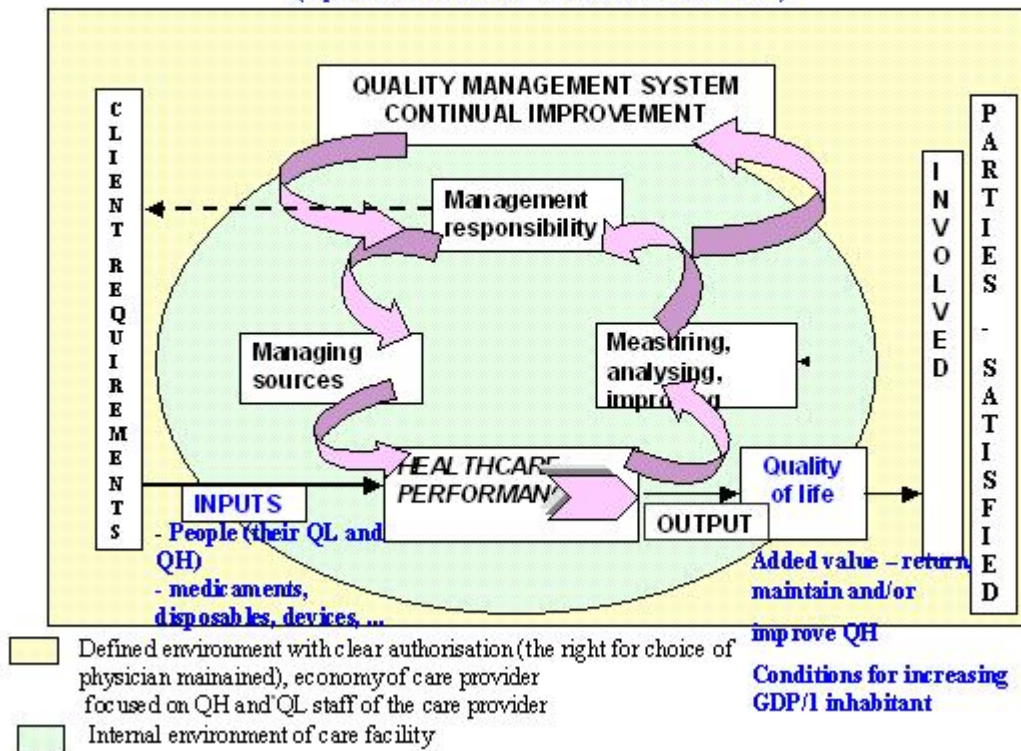 QUALITY MANAGEMENT SYSTEM
CONTINUAL IMPROVEMENT
CLIENT REQUIREMENTS
Management
responsibility
INVOLVED
PARTIES - SATISFIED
Managing
sources
Measuring,
analysing,
improving
HEALTHCARE
PERFORMAN
Quality
of life
INPUTS
OUTPUT
- People (their QL and
QH)
- medicaments,
disposables, devices, ...
Added value – return,
maintain and/or
improve QH
Conditions for increasing
GDP/1 inhabitant
Defined environment with clear authorisation (the right for choice of
physician mainained), economy of care provider
focused on QH and QL staff of the care provider
Internal environment of care facility